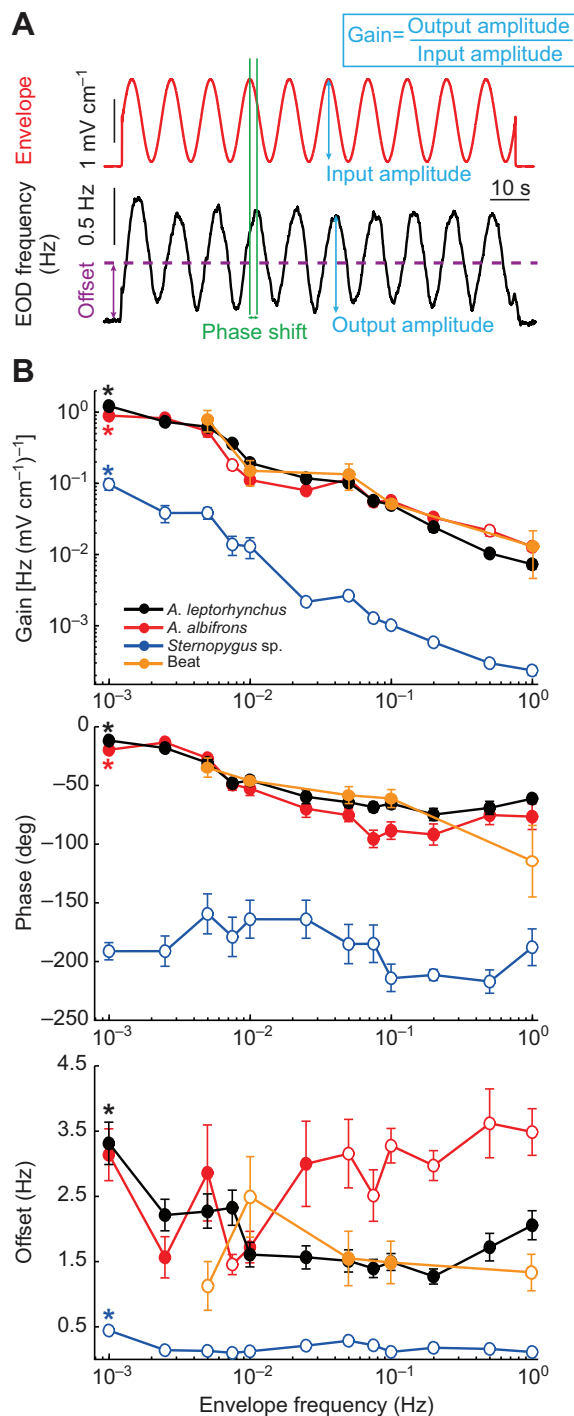 A
Gain= Output amplitude
Input amplitude
Envelope
1 mV cm⁻¹
Input amplitude
10 s
EOD frequency
(Hz)
0.5 Hz
Offset
Phase shift
Output amplitude
B
Gain [Hz (mV cm⁻¹)⁻¹]
10⁰
10⁻¹
10⁻²
10⁻³
*
*
*
A. leptorhynchus
A. albifrons
Sternopygus sp.
Beat
10⁻³ 10⁻² 10⁻¹ 10⁰
Phase (deg)
0
–50
–100
–150
–200
–250
*
*
10⁻³ 10⁻² 10⁻¹ 10⁰
Offset (Hz)
4.5
3.5
2.5
1.5
0.5
*
*
10⁻³ 10⁻² 10⁻¹ 10⁰
Envelope frequency (Hz)